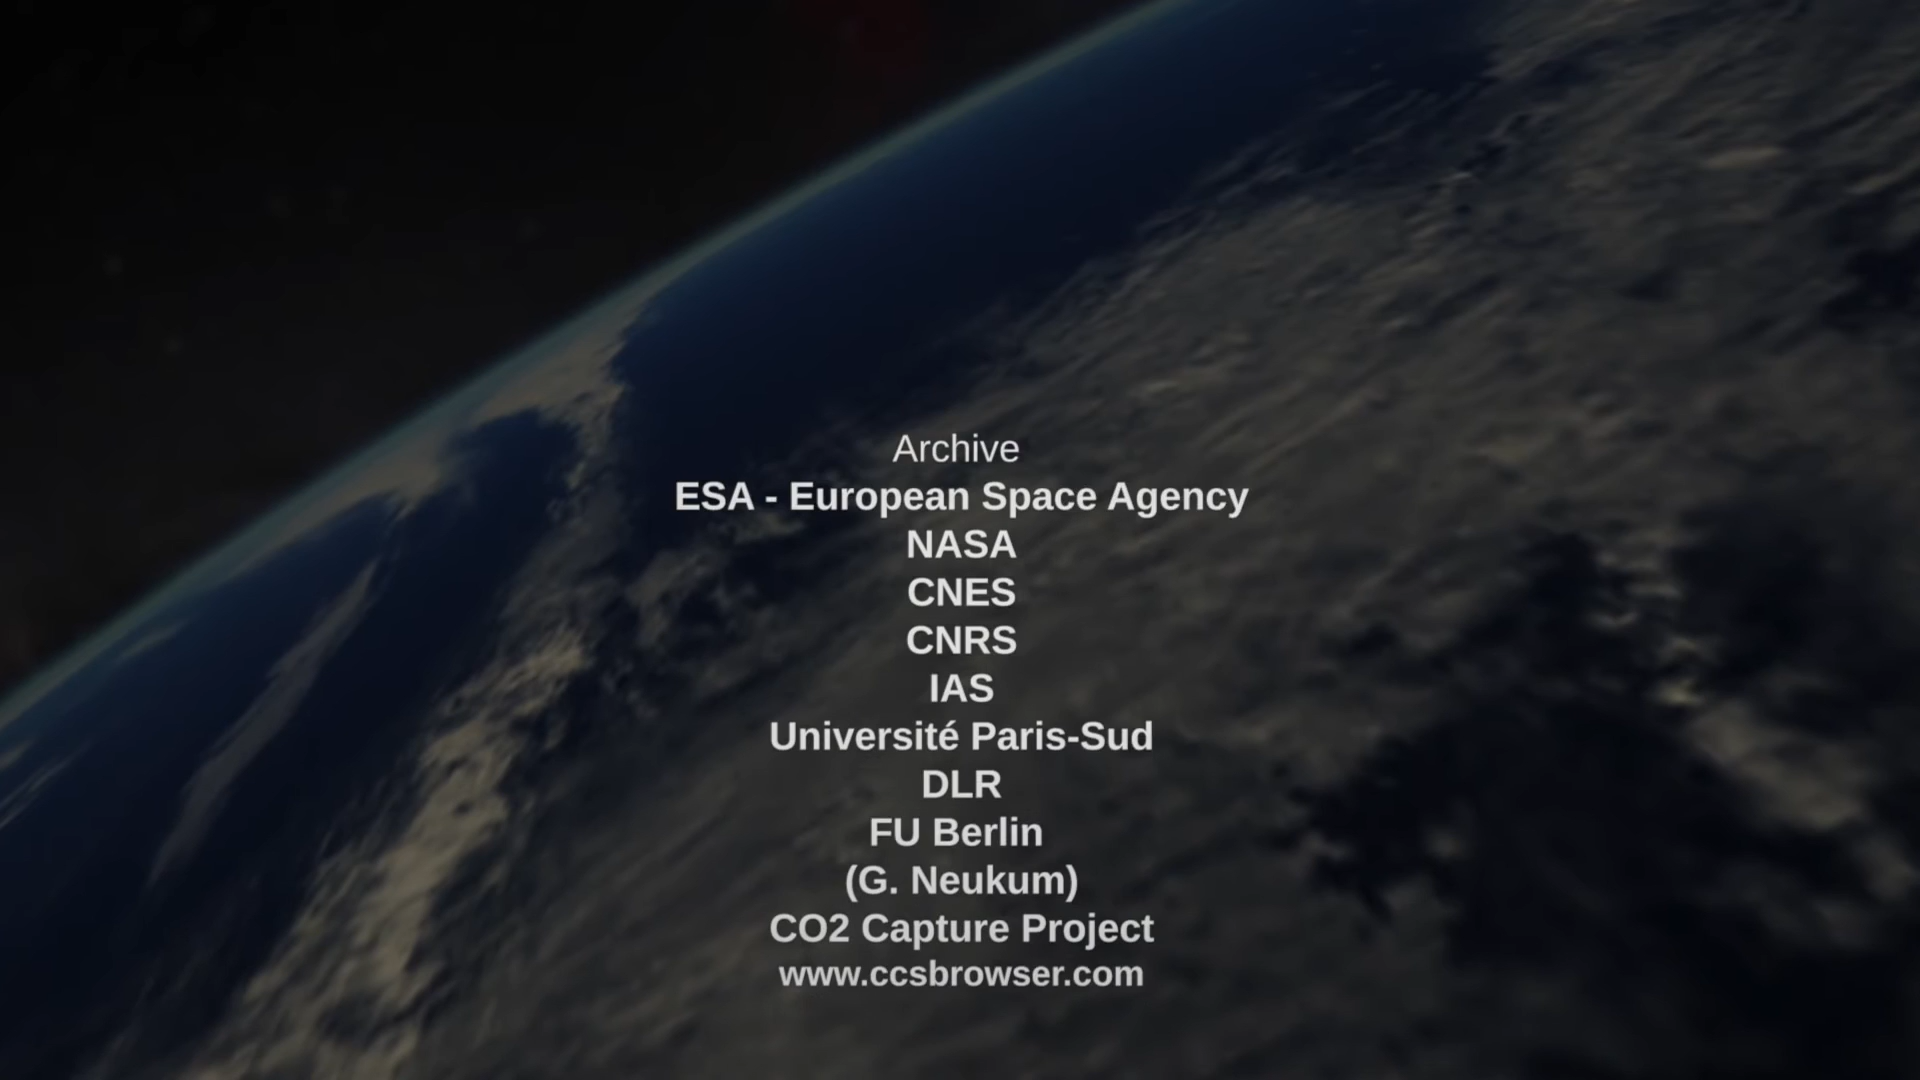 Archive
ESA - European Space Agency
NASA
CNES
CNRS
IAS
Université Paris-Sud
DLR
FU Berlin
(G. Neukum)
CO2 Capture Project
www.ccsbrowser.com